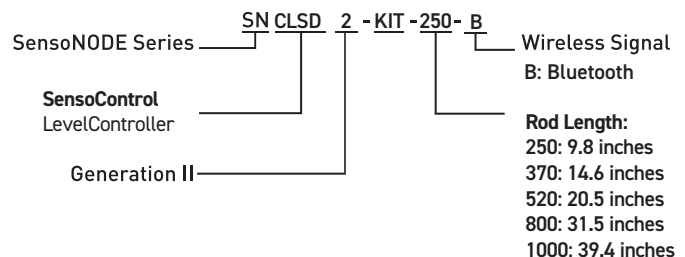 SN CLSD 2 - KIT - 250 - B
SensoNODE Series
Wireless Signal
B: Bluetooth
SensoControl
LevelController
Generation II
Rod Length:
250: 9.8 inches
370: 14.6 inches
520: 20.5 inches
800: 31.5 inches
1000: 39.4 inches